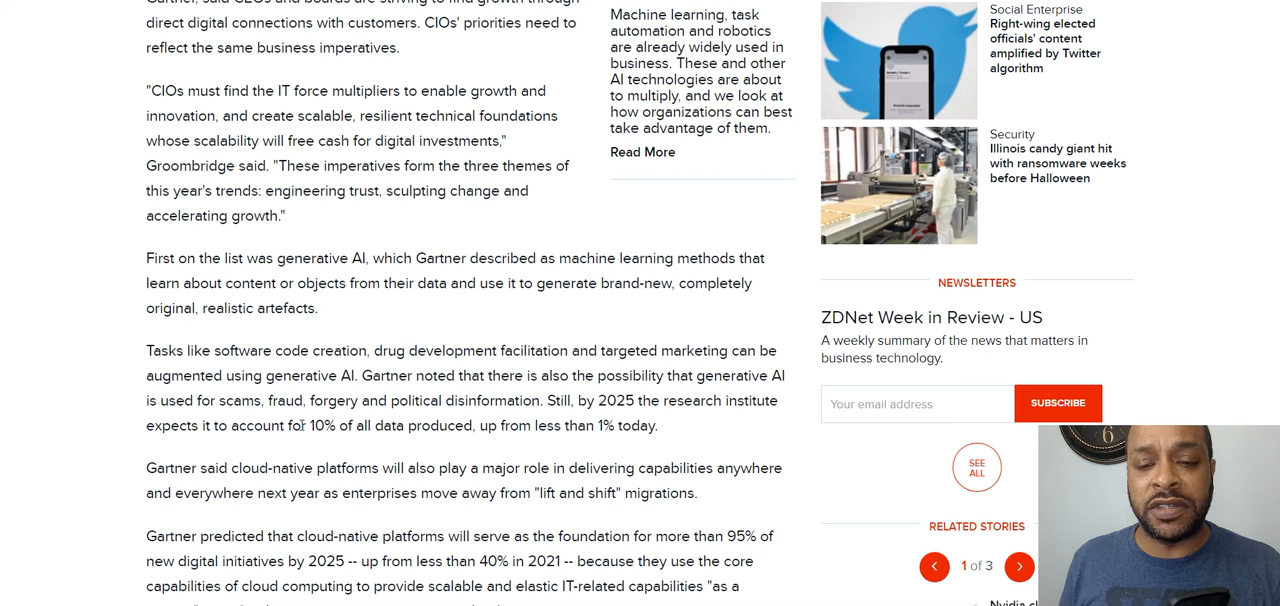 Gartner, said CEOs and boards are striving to find growth through
direct digital connections with customers. CIOs' priorities need to
reflect the same business imperatives.
"CIOs must find the IT force multipliers to enable growth and
innovation, and create scalable, resilient technical foundations
whose scalability will free cash for digital investments,"
Groombridge said. "These imperatives form the three themes of
this year's trends: engineering trust, sculpting change and
accelerating growth."
First on the list was generative AI, which Gartner described as machine learning methods that
learn about content or objects from their data and use it to generate brand-new, completely
original, realistic artefacts.
Tasks like software code creation, drug development facilitation and targeted marketing can be
augmented using generative AI. Gartner noted that there is also the possibility that generative AI
is used for scams, fraud, forgery and political disinformation. Still, by 2025 the research institute
expects it to account for 10% of all data produced, up from less than 1% today.
Gartner said cloud-native platforms will also play a major role in delivering capabilities anywhere
and everywhere next year as enterprises move away from "lift and shift" migrations.
Gartner predicted that cloud-native platforms will serve as the foundation for more than 95% of
new digital initiatives by 2025 -- up from less than 40% in 2021 -- because they use the core
capabilities of cloud computing to provide scalable and elastic IT-related capabilities "as a
Machine learning, task
automation and robotics
are already widely used in
business. These and other
AI technologies are about
to multiply, and we look at
how organizations can best
take advantage of them.
Read More
Social Enterprise
Right-wing elected
officials' content
amplified by Twitter
algorithm
Security
Illinois candy giant hit
with ransomware weeks
before Halloween
NEWSLETTERS
ZDNet Week in Review - US
A weekly summary of the news that matters in
business technology.
Your email address
SUBSCRIBE
SEE
ALL
RELATED STORIES
1 of 3
6